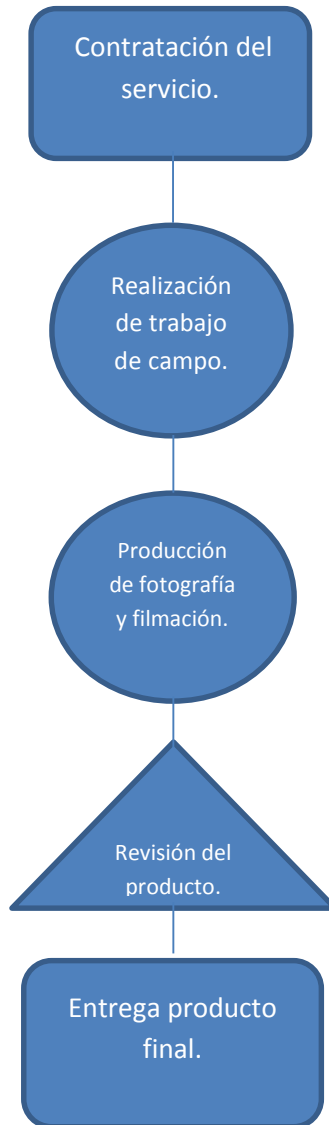 Contratación del
servicio.
Realización
de trabajo
de campo.
Producción
de fotografía
y filmación.
Revisión del
producto.
Entrega producto
final.